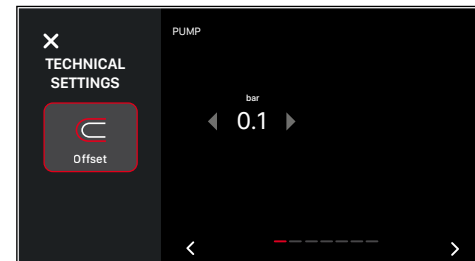 TECHNICAL
SETTINGS
Offset
PUMP
bar
0.1